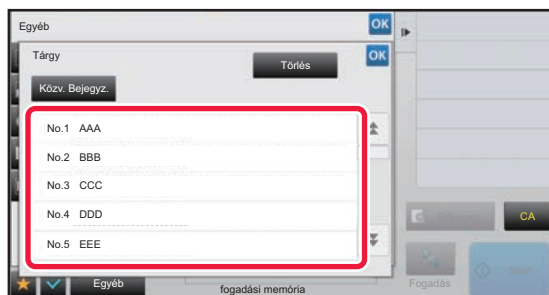 Egyéb
OK
Tárgy
Törlés
OK
Közv. Bejegyz.
No.1 AAA
No.2 BBB
No.3 CCC
No.4 DDD
No.5 EEE
CA
Egyéb
fogadási memória
Fogadás
Start